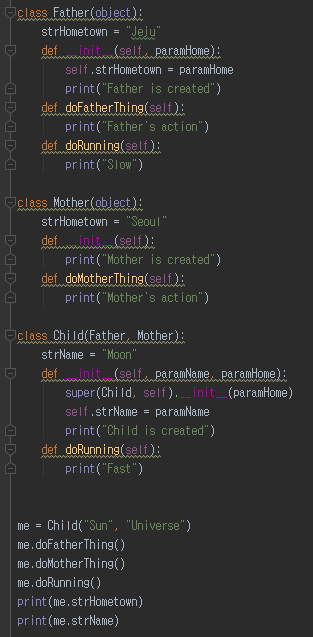 class Father(object):
    strHometown = "Jeju"
    def __init__(self, paramHome):
        self.strHometown = paramHome
        print("Father is created")
    def doFatherThing(self):
        print("Father's action")
    def doRunning(self):
        print("Slow")

class Mother(object):
    strHometown = "Seoul"
    def __init__(self):
        print("Mother is created")
    def doMotherThing(self):
        print("Mother's action")

class Child(Father, Mother):
    strName = "Moon"
    def __init__(self, paramName, paramHome):
        super(Child, self).__init__(paramHome)
        self.strName = paramName
        print("Child is created")
    def doRunning(self):
        print("Fast")


me = Child("Sun", "Universe")
me.doFatherThing()
me.doMotherThing()
me.doRunning()
print(me.strHometown)
print(me.strName)